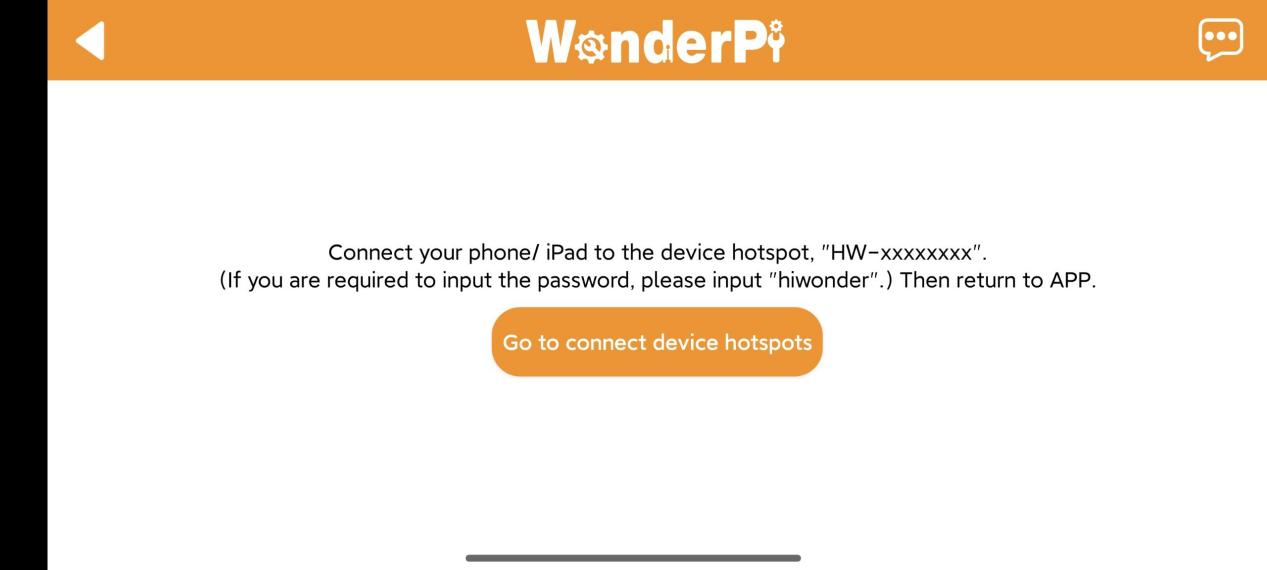 WonderPi
Connect your phone/ iPad to the device hotspot, "HW-xxxxxxxx".
(If you are required to input the password, please input "hiwonder".) Then return to APP.
Go to connect device hotspots